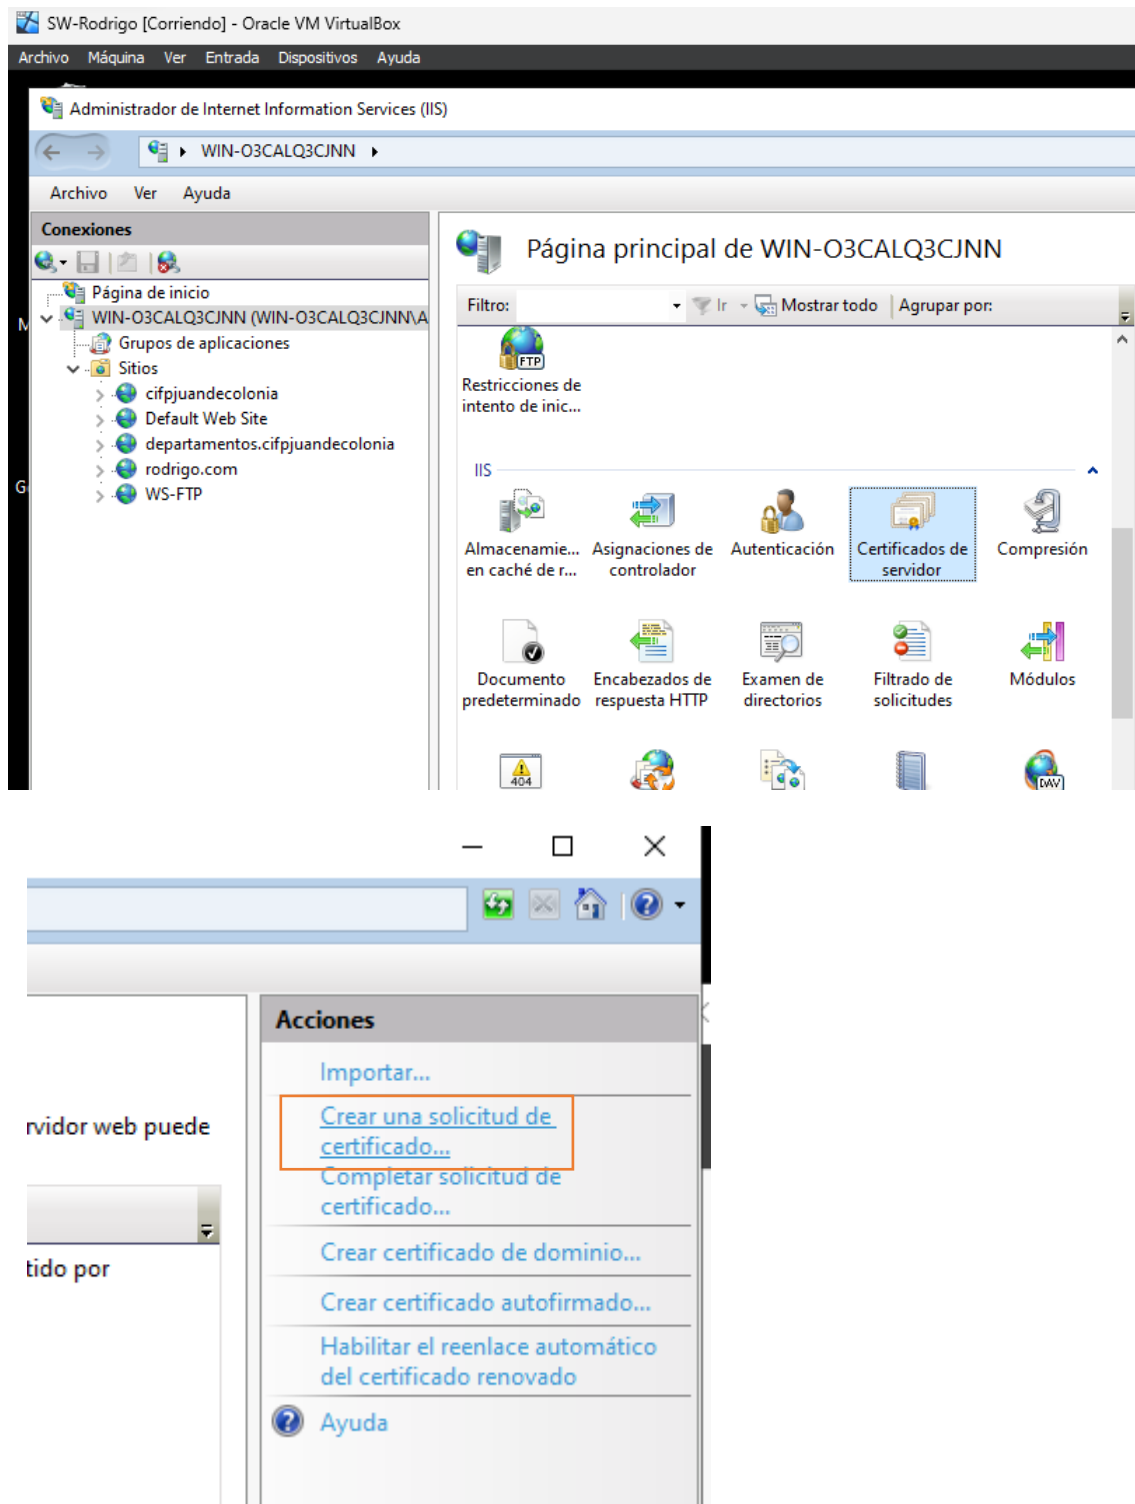 SW-Rodrigo [Corriendo] - Oracle VM VirtualBox
Archivo Máquina Ver Entrada Dispositivos Ayuda
Administrador de Internet Information Services (IIS)
WIN-O3CALQ3CJNN
Archivo Ver Ayuda
Conexiones
Página de inicio
WIN-O3CALQ3CJNN (WIN-O3CALQ3CJNN\A
Grupos de aplicaciones
Sitios
cifpjuandecolonia
Default Web Site
departamentos.cifpjuandecolonia
rodrigo.com
WS-FTP
Página principal de WIN-O3CALQ3CJNN
Filtro: Ir Mostrar todo Agrupar por:
FTP
Restricciones de
intento de inic...
IIS
Almacenamie... Asignaciones de Autenticación Certificados de Compresión
en caché de r... controlador servidor
Documento Encabezados de Examen de Filtrado de Módulos
predeterminado respuesta HTTP directorios solicitudes
404 DAV
Acciones
Importar...
Crear una solicitud de
certificado...
Completar solicitud de
certificado...
Crear certificado de dominio...
Crear certificado autofirmado...
Habilitar el reenlace automático
del certificado renovado
Ayuda
rvidor web puede
tido por